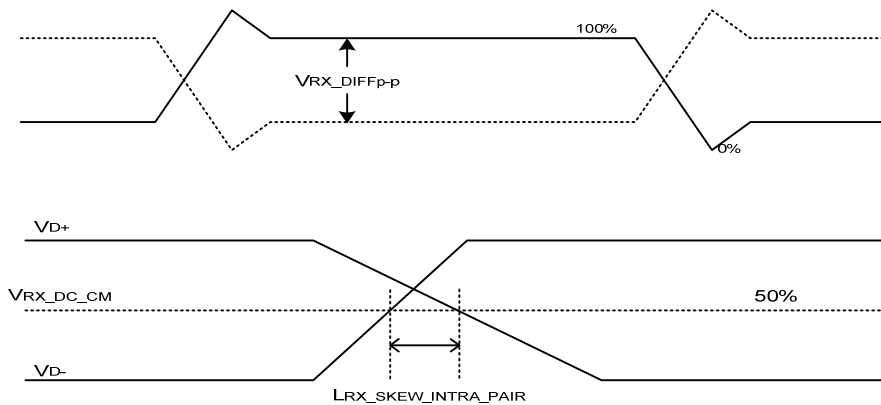 100%
VRX_DIFFp-p
0%
VD+
VRX_DC_CM
50%
VD-
LRX_SKEW_INTRA_PAIR